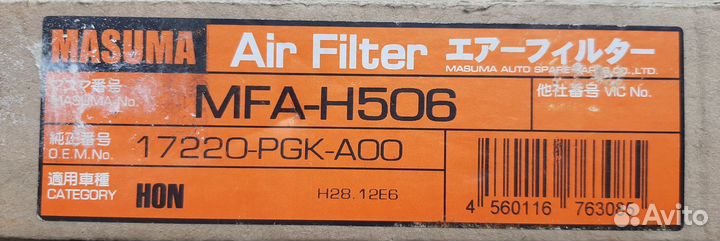 MASUMA Air Filter エアーフィルター
MASUMA AUTO SPARE PARTS CO.,LTD.
マスマ番号
MASUMA No. MFA-H506 他社番号 VIC No.
純正番号
O.E.M.No. 17220-PGK-A00
適用車種
CATEGORY HON H28.12E6
4 560116
Avito